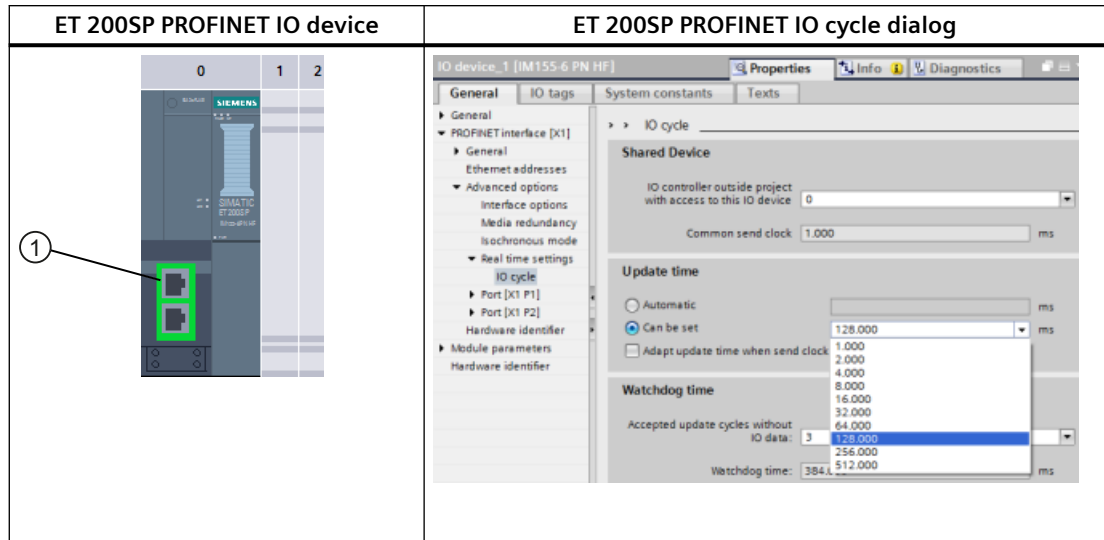 ET 200SP PROFINET IO device
ET 200SP PROFINET IO cycle dialog
0 1 2
SIEMENS
SIMATIC
ET 200SP
1
IO device_1 [IM155-6 PN HF]
Properties Info Diagnostics
General IO tags System constants Texts
General
PROFINET interface [X1]
General
Ethernet addresses
Advanced options
Interface options
Media redundancy
Isochronous mode
Real time settings
IO cycle
Port [X1 P1]
Port [X1 P2]
Hardware identifier
Module parameters
Hardware identifier
IO cycle
Shared Device
IO controller outside project
with access to this IO device 0
Common send clock 1.000 ms
Update time
Automatic ms
Can be set 128.000 ms
Adapt update time when send clock
1.000
2.000
4.000
8.000
16.000
32.000
64.000
128.000
256.000
512.000
Watchdog time
Accepted update cycles without
IO data: 3
Watchdog time: 384. ms